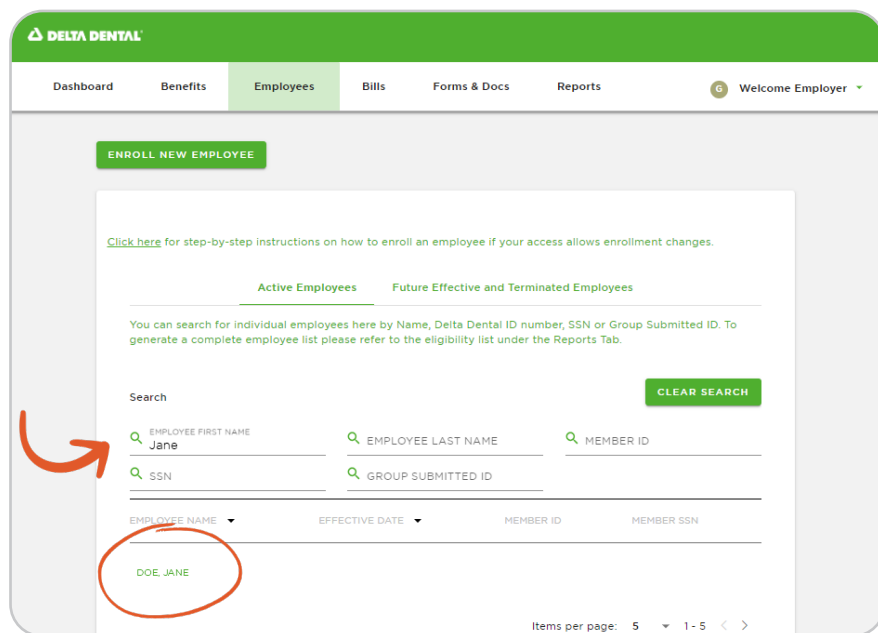 DELTA DENTAL
Dashboard Benefits Employees Bills Forms & Docs Reports G Welcome Employer
ENROLL NEW EMPLOYEE
Click here for step-by-step instructions on how to enroll an employee if your access allows enrollment changes.
Active Employees Future Effective and Terminated Employees
You can search for individual employees here by Name, Delta Dental ID number, SSN or Group Submitted ID. To
generate a complete employee list please refer to the eligibility list under the Reports Tab.
Search
CLEAR SEARCH
EMPLOYEE FIRST NAME
Jane
EMPLOYEE LAST NAME
MEMBER ID
SSN
GROUP SUBMITTED ID
EMPLOYEE NAME EFFECTIVE DATE MEMBER ID MEMBER SSN
DOE, JANE
Items per page: 5 1 - 5